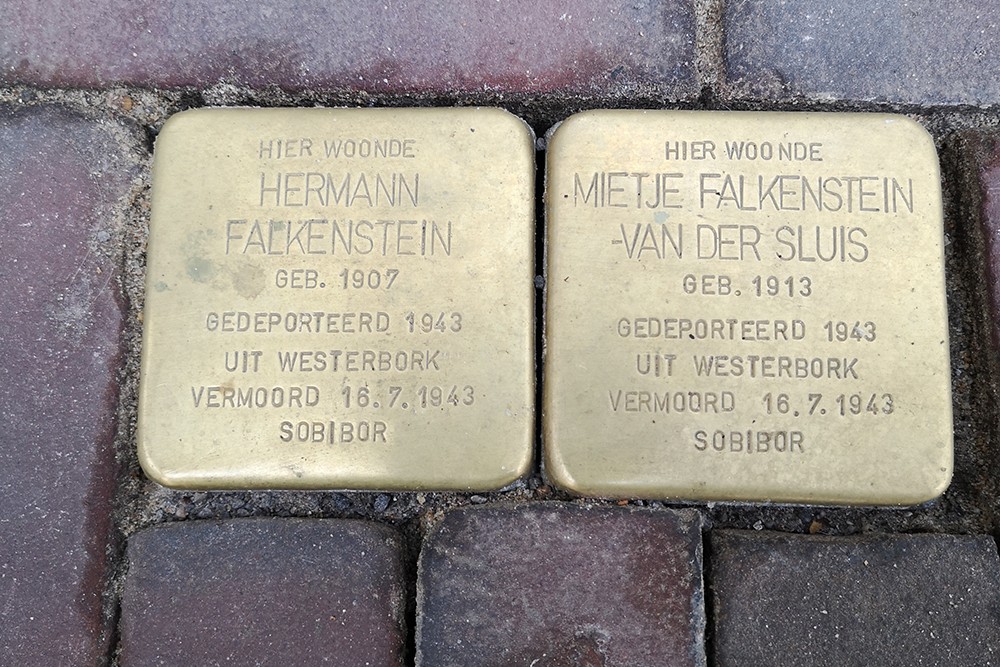 HIER WOONDE
HERMANN
FALKENSTEIN
GEB. 1907
GEDEPORTEERD 1943
UIT WESTERBORK
VERMOORD 16.7.1943
SOBIBOR
HIER WOONDE
MIETJE FALKENSTEIN
-VAN DER SLUIS
GEB. 1913
GEDEPORTEERD 1943
UIT WESTERBORK
VERMOORD 16.7.1943
SOBIBOR